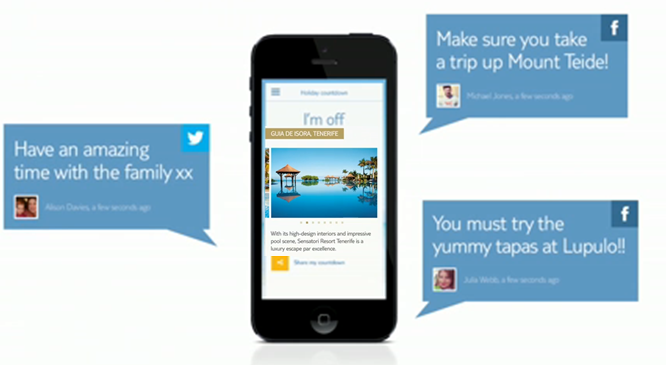 Make sure you take
a trip up Mount Teide!
Michael Jones, a few seconds ago
Have an amazing
time with the family xx
Alison Davies, a few seconds ago
Holiday countdown
I'm off
GUIA DE ISORA, TENERIFE
With its high-design interiors and impressive
pool scene, Sensatori Resort Tenerife is a
luxury escape par excellence.
Share my countdown
You must try the
yummy tapas at Lupulo!!
Julia Webb, a few seconds ago